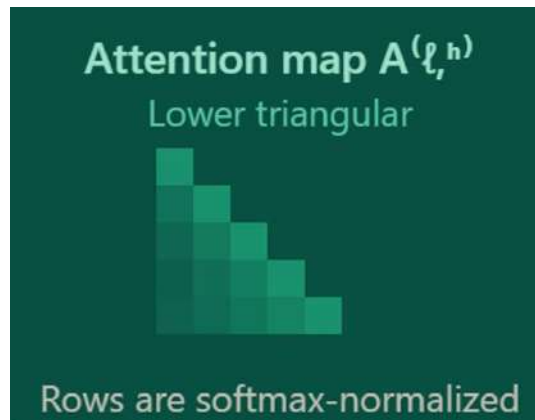 Attention map A⁽ℓ,ʰ⁾
Lower triangular
Rows are softmax-normalized